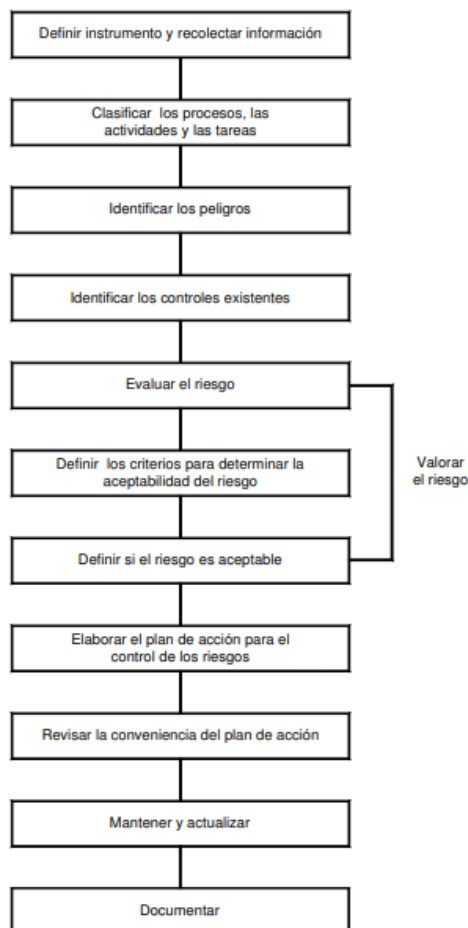 Definir instrumento y recolectar información
Clasificar los procesos, las
actividades y las tareas
Identificar los peligros
Identificar los controles existentes
Evaluar el riesgo
Definir los criterios para determinar la
aceptabilidad del riesgo
Valorar
el riesgo
Definir si el riesgo es aceptable
Elaborar el plan de acción para el
control de los riesgos
Revisar la conveniencia del plan de acción
Mantener y actualizar
Documentar